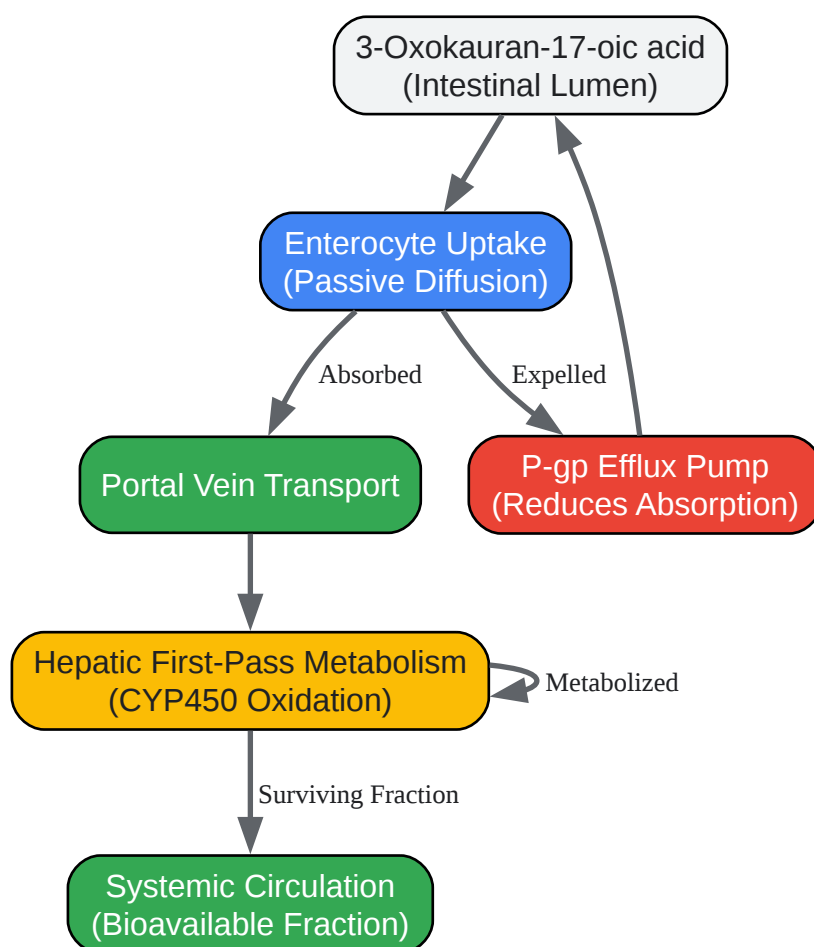 3-Oxokauran-17-oic acid
(Intestinal Lumen)
Enterocyte Uptake
(Passive Diffusion)
Absorbed
Expelled
Portal Vein Transport
P-gp Efflux Pump
(Reduces Absorption)
Hepatic First-Pass Metabolism
(CYP450 Oxidation)
Metabolized
Surviving Fraction
Systemic Circulation
(Bioavailable Fraction)